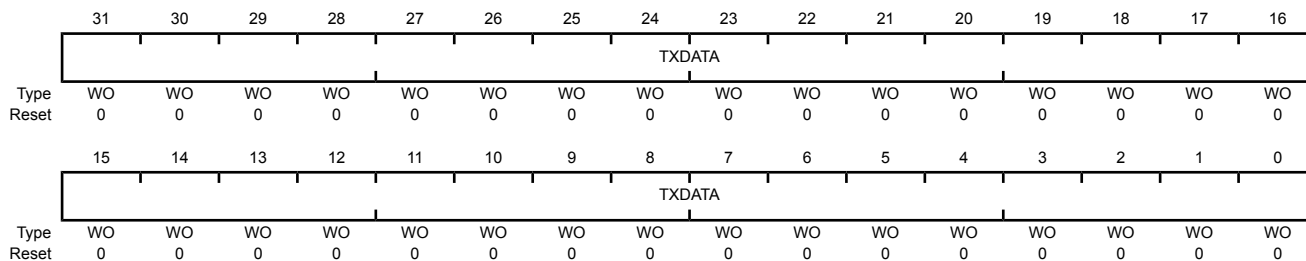 31 30 29 28 27 26 25 24 23 22 21 20 19 18 17 16
TXDATA
Type WO WO WO WO WO WO WO WO WO WO WO WO WO WO WO WO
Reset 0 0 0 0 0 0 0 0 0 0 0 0 0 0 0 0
15 14 13 12 11 10 9 8 7 6 5 4 3 2 1 0
TXDATA
Type WO WO WO WO WO WO WO WO WO WO WO WO WO WO WO WO
Reset 0 0 0 0 0 0 0 0 0 0 0 0 0 0 0 0